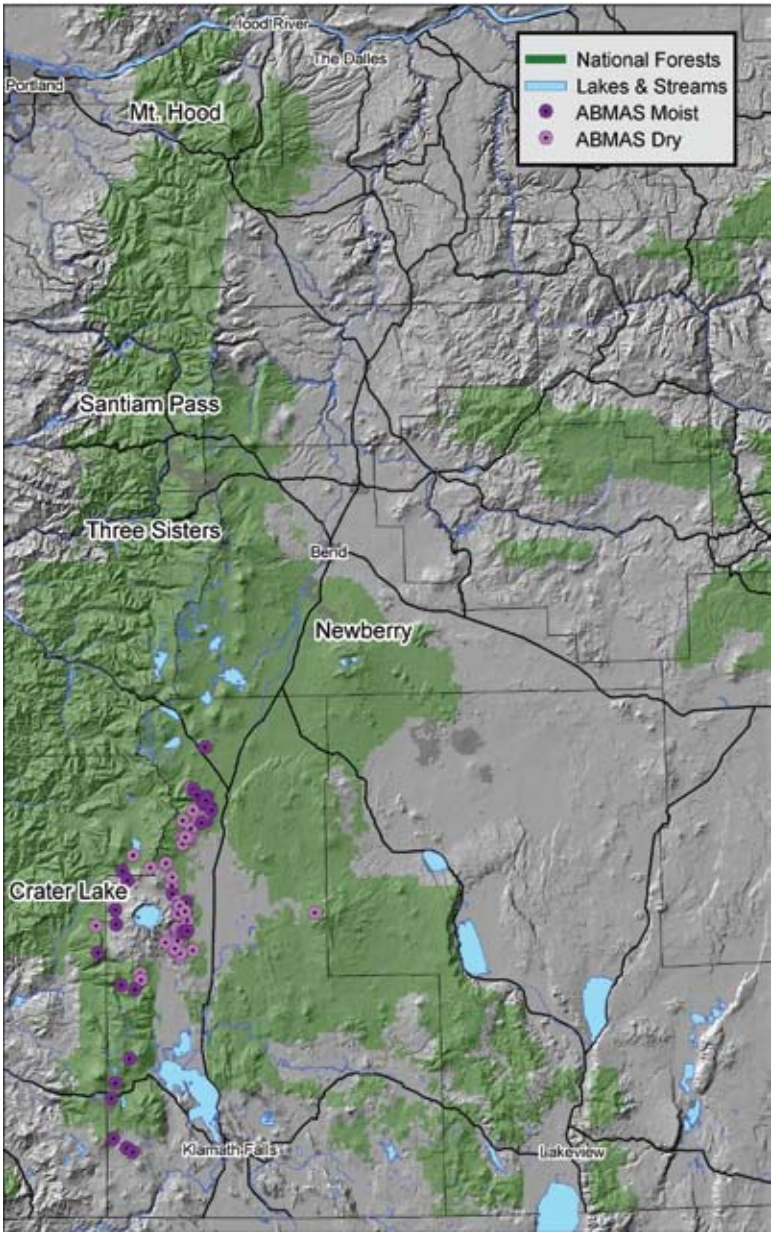 Hood River
The Dalles
Portland
Mt. Hood
National Forests
Lakes & Streams
ABMAS Moist
ABMAS Dry
Santiam Pass
Three Sisters
Bend
Newberry
Crater Lake
Klamath Falls
Lakeview